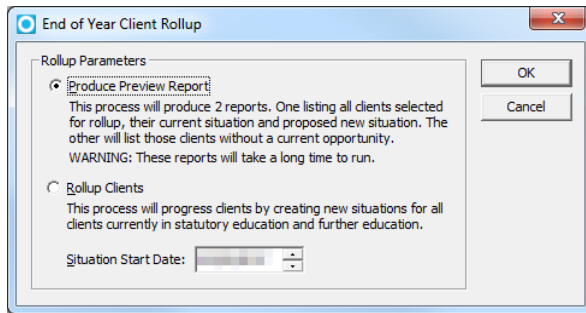 End of Year Client Rollup
Rollup Parameters
Produce Preview Report
This process will produce 2 reports. One listing all clients selected
for rollup, their current situation and proposed new situation. The
other will list those clients without a current opportunity.
WARNING: These reports will take a long time to run.
Rollup Clients
This process will progress clients by creating new situations for all
clients currently in statutory education and further education.
Situation Start Date:
OK
Cancel